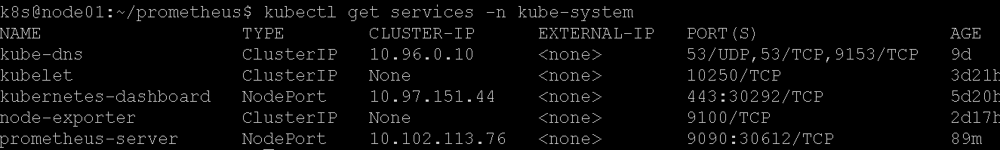 k8s@node01:~/prometheus$ kubectl get services -n kube-system
NAME TYPE CLUSTER-IP EXTERNAL-IP PORT(S) AGE
kube-dns ClusterIP 10.96.0.10 <none> 53/UDP,53/TCP,9153/TCP 9d
kubelet ClusterIP None <none> 10250/TCP 3d21h
kubernetes-dashboard NodePort 10.97.151.44 <none> 443:30292/TCP 5d20h
node-exporter ClusterIP None <none> 9100/TCP 2d17h
prometheus-server NodePort 10.102.113.76 <none> 9090:30612/TCP 89m